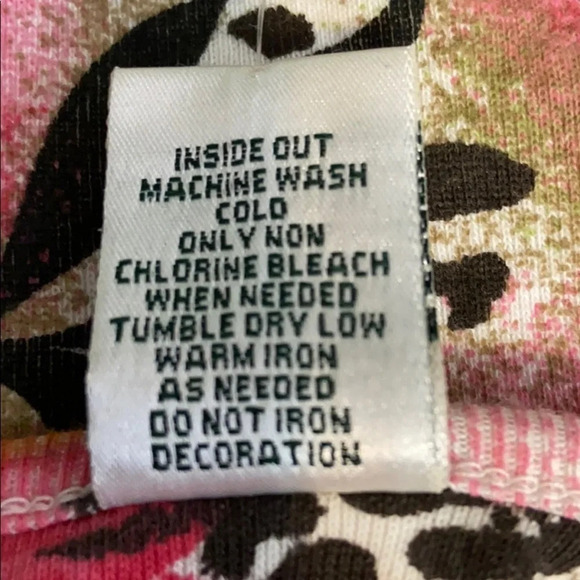 INSIDE OUT
MACHINE WASH
COLD
ONLY NON
CHLORINE BLEACH
WHEN NEEDED
TUMBLE DRY LOW
WARM IRON
AS NEEDED
DO NOT IRON
DECORATION